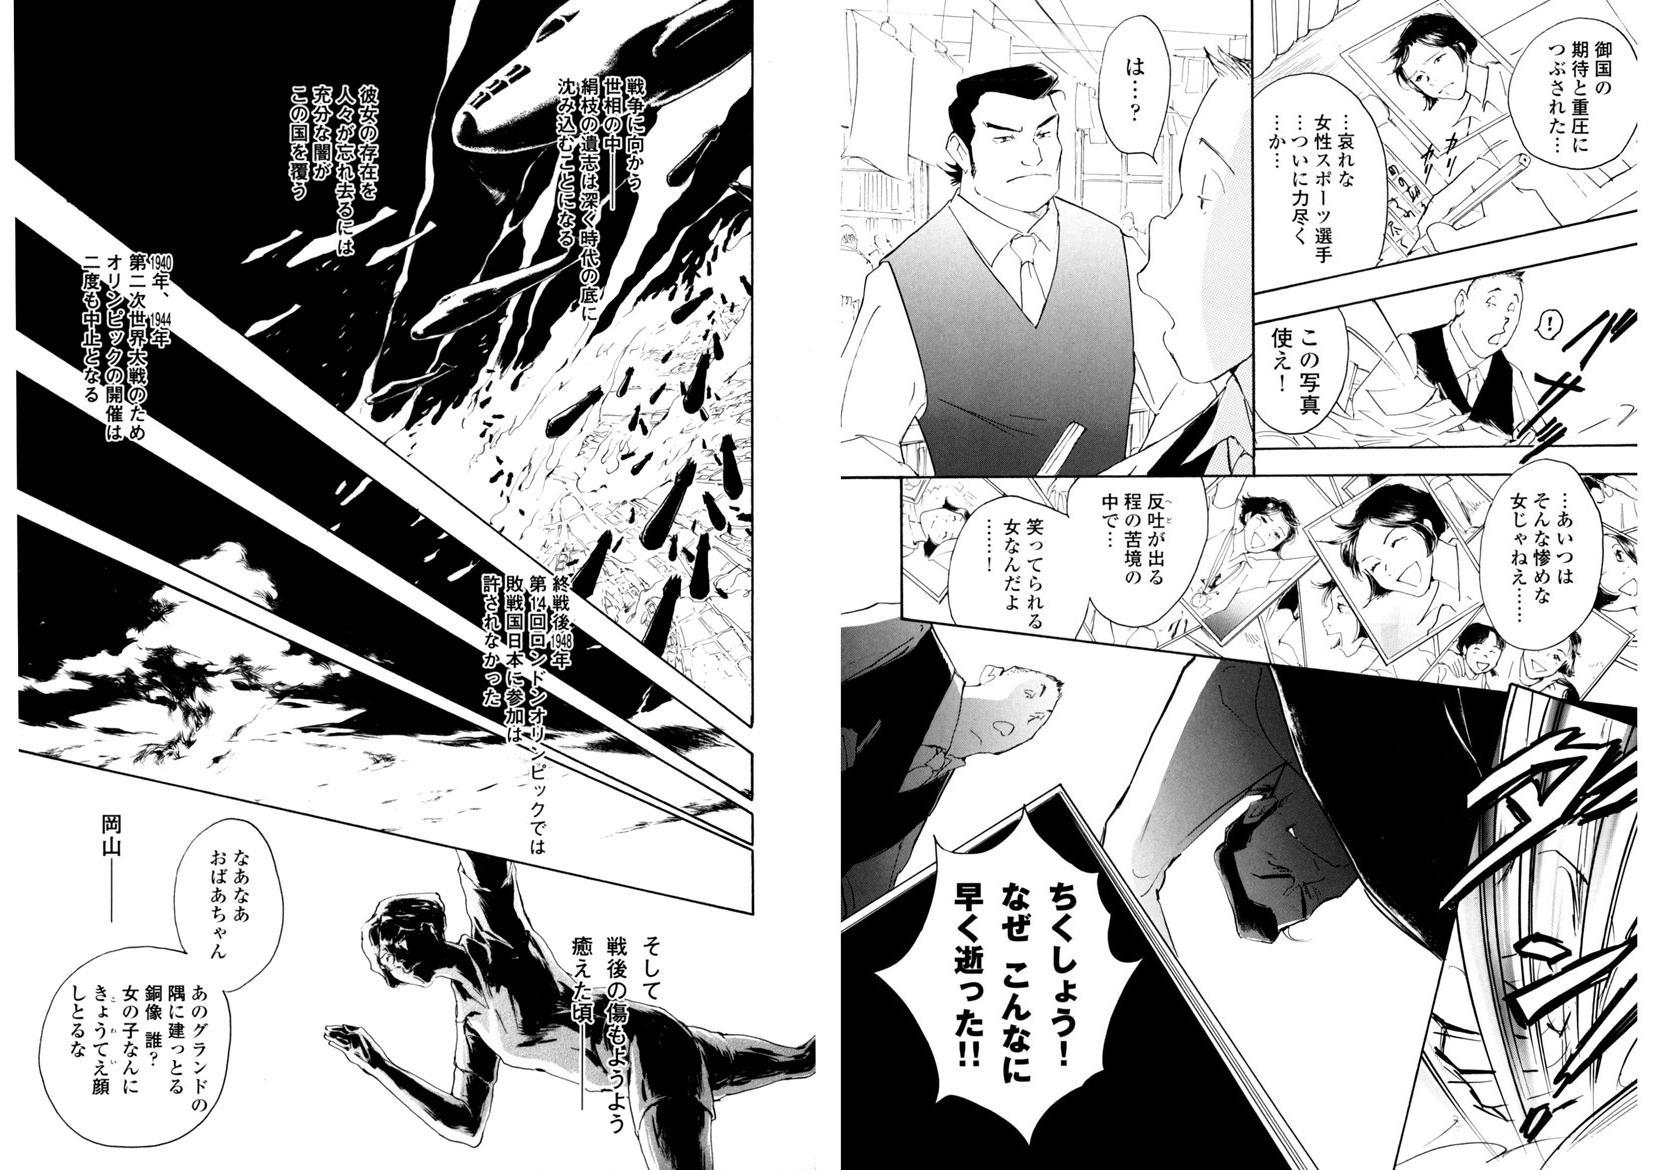 御国の
期待と重圧に
つぶされた…
…哀れな
女性スポーツ選手
…ついに力尽く
か…
!
この写真
使え!
は…?
…あいつは
そんな惨めな
女じゃねえ……
反吐が出る
程の苦境の
中で…
笑ってられる
女なんだよ
……!
ちくしょう!
なぜ こんなに
早く逝った!!
戦争に向かう
世相の中――
絹枝の遺志は深く時代の底に
沈み込むことになる
彼女の存在を
人々が忘れ去るには
充分な闇が
この国を覆う
1940年、1944年
第二次世界大戦のため
オリンピックの開催は
二度も中止となる
終戦後1948年
第14回ロンドンオリンピックでは
敗戦国日本に参加は
許されなかった
そして
戦後の傷もようよう
癒えた頃――
岡山――
なあなあ
おばあちゃん
あのグランドの
隅に建っとる
銅像 誰?
女の子なんに
きょうてえ顔
しとるな